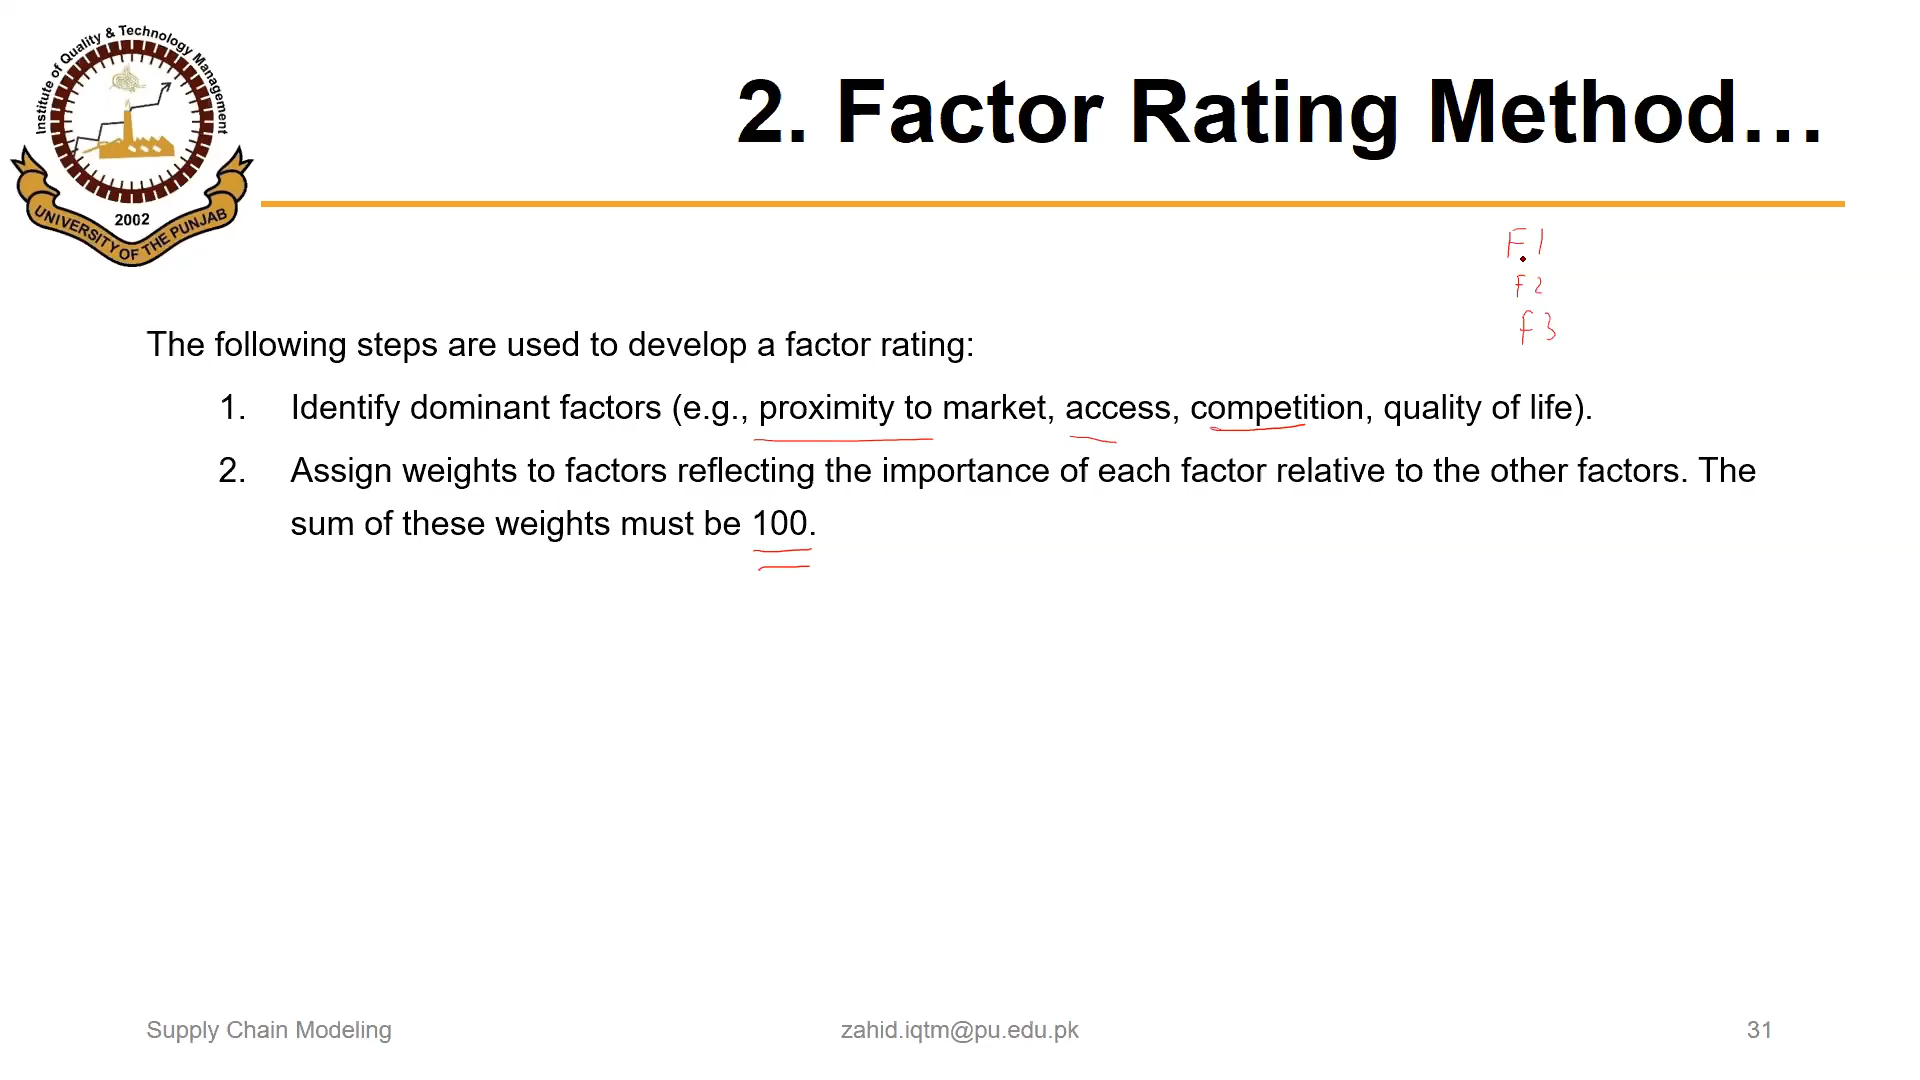 Institute of Quality & Technology Management
2002
UNIVERSITY OF THE PUNJAB
2. Factor Rating Method...
F1
F2
F3
The following steps are used to develop a factor rating:
1. Identify dominant factors (e.g., proximity to market, access, competition, quality of life).
2. Assign weights to factors reflecting the importance of each factor relative to the other factors. The
sum of these weights must be 100.
Supply Chain Modeling
zahid.iqtm@pu.edu.pk
31